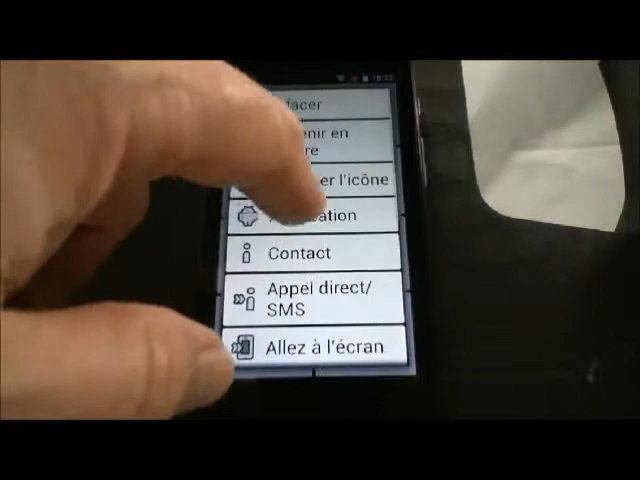 facer
enir en
re
er l'icône
ation
Contact
Appel direct/
SMS
Allez à l'écran